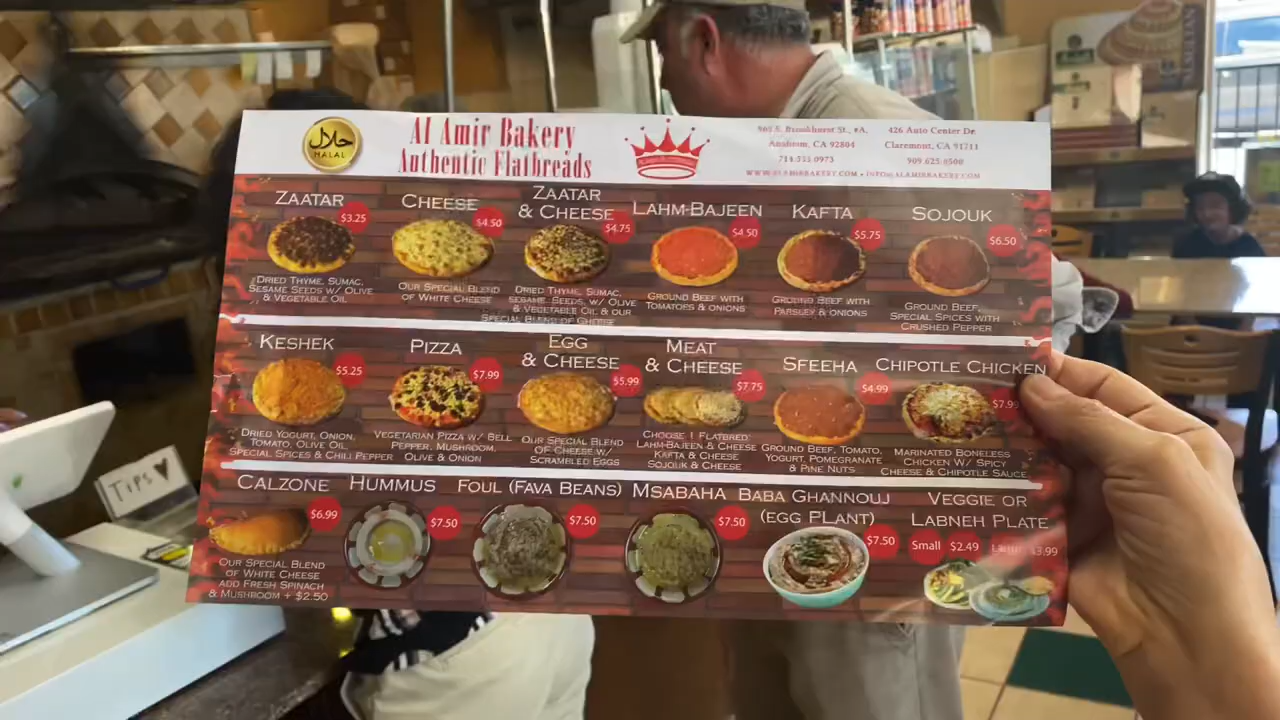 حلال
HALAL
Al Amir Bakery
Authentic Flatbreads
Anaheim, CA 92804
426 Auto Center Dr.
Claremont, CA 91711
909.625.0500
WWW.ALAMIRBAKERY.COM • INFO@ALAMIRBAKERY.COM
ZAATAR
$3.25
DRIED THYME, SUMAC,
SESAME SEEDS W/ OLIVE
& VEGETABLE OIL
CHEESE
$4.50
OUR SPECIAL BLEND
OF WHITE CHEESE
ZAATAR
& CHEESE
$4.75
DRIED THYME, SUMAC,
SESAME SEEDS, W/ OLIVE
& VEGETABLE OIL & OUR
SPECIAL BLEND OF CHEESE
LAHM-BAJEEN
$4.50
GROUND BEEF WITH
TOMATOES & ONIONS
KAFTA
$5.75
GROUND BEEF WITH
PARSLEY & ONIONS
SOJOUK
$6.50
GROUND BEEF,
SPECIAL SPICES WITH
CRUSHED PEPPER
KESHEK
$5.25
DRIED YOGURT, ONION,
TOMATO, OLIVE OIL,
SPECIAL SPICES & CHILI PEPPER
PIZZA
$7.99
VEGETARIAN PIZZA W/ BELL
PEPPER, MUSHROOM,
OLIVE & ONION
EGG
& CHEESE
$5.99
OUR SPECIAL BLEND
OF CHEESE W/
SCRAMBLED EGGS
MEAT
& CHEESE
$7.75
CHOOSE 1 FLATBRED:
LAHM-BAJEEN & CHEESE
KAFTA & CHEESE
SOJOUK & CHEESE
SFEEHA
$4.99
GROUND BEEF, TOMATO,
YOGURT, POMEGRANATE
& PINE NUTS
CHIPOTLE CHICKEN
$7.99
MARINATED BONELESS
CHICKEN W/ SPICY
CHEESE & CHIPOTLE SAUCE
CALZONE
$6.99
OUR SPECIAL BLEND
OF WHITE CHEESE
ADD FRESH SPINACH
& MUSHROOM + $2.50
HUMMUS
$7.50
FOUL (FAVA BEANS)
$7.50
MSABAHA
$7.50
BABA GHANNOUJ
(EGG PLANT)
$7.50
VEGGIE OR
LABNEH PLATE
Small $2.49 Large $3.99
TIPS